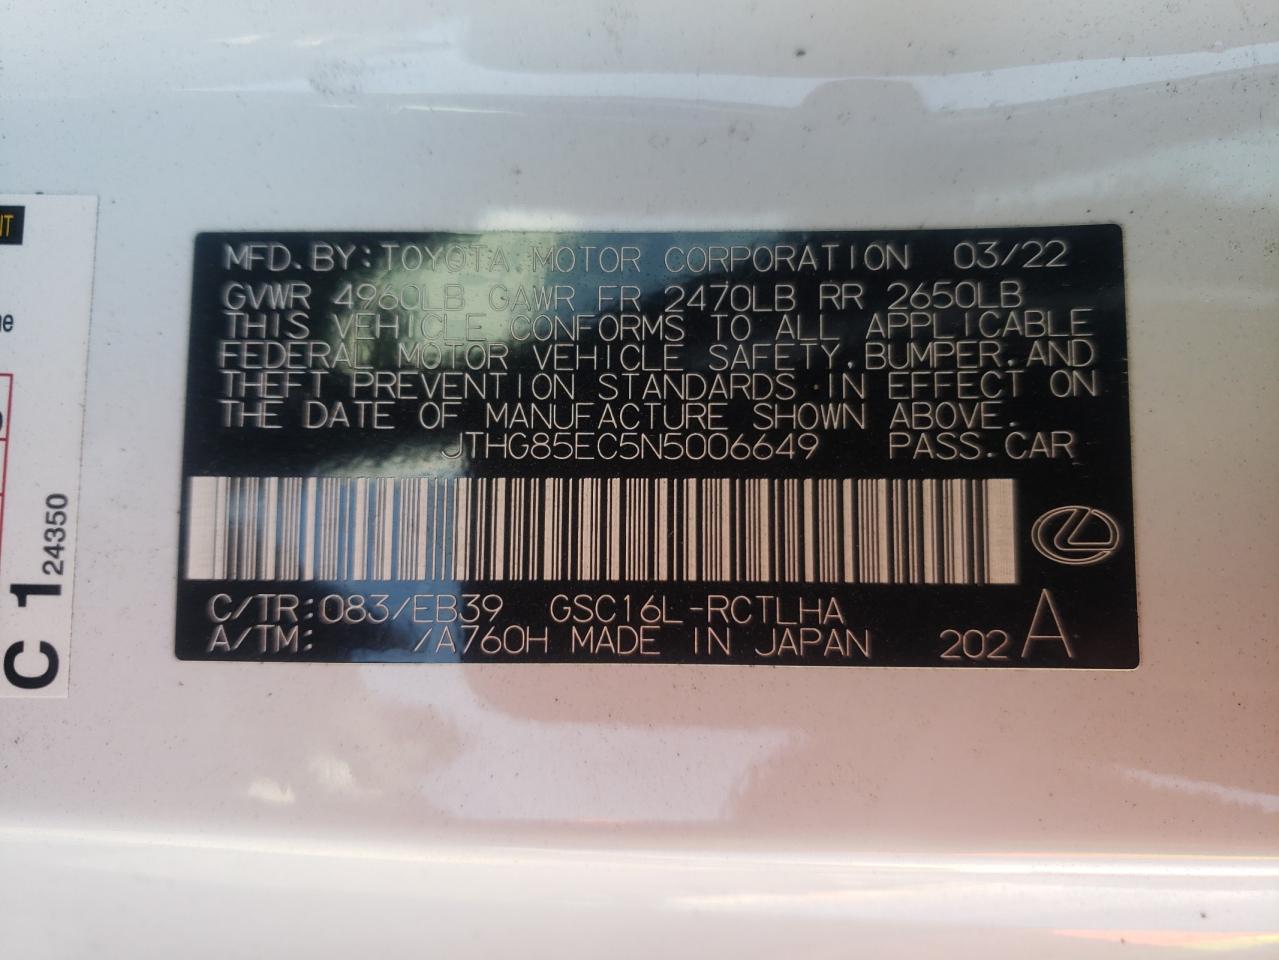 MFD. BY: TOYOTA MOTOR CORPORATION 03/22
GVWR 4960LB GAWR FR 2470LB RR 2650LB
THIS VEHICLE CONFORMS TO ALL APPLICABLE
FEDERAL MOTOR VEHICLE SAFETY, BUMPER, AND
THEFT PREVENTION STANDARDS IN EFFECT ON
THE DATE OF MANUFACTURE SHOWN ABOVE.
JTHG85EC5N5006649 PASS. CAR
C/TR: 083/EB39 GSC16L-RCTLHA
A/TM: /A760H MADE IN JAPAN 202 A
C 1 24350